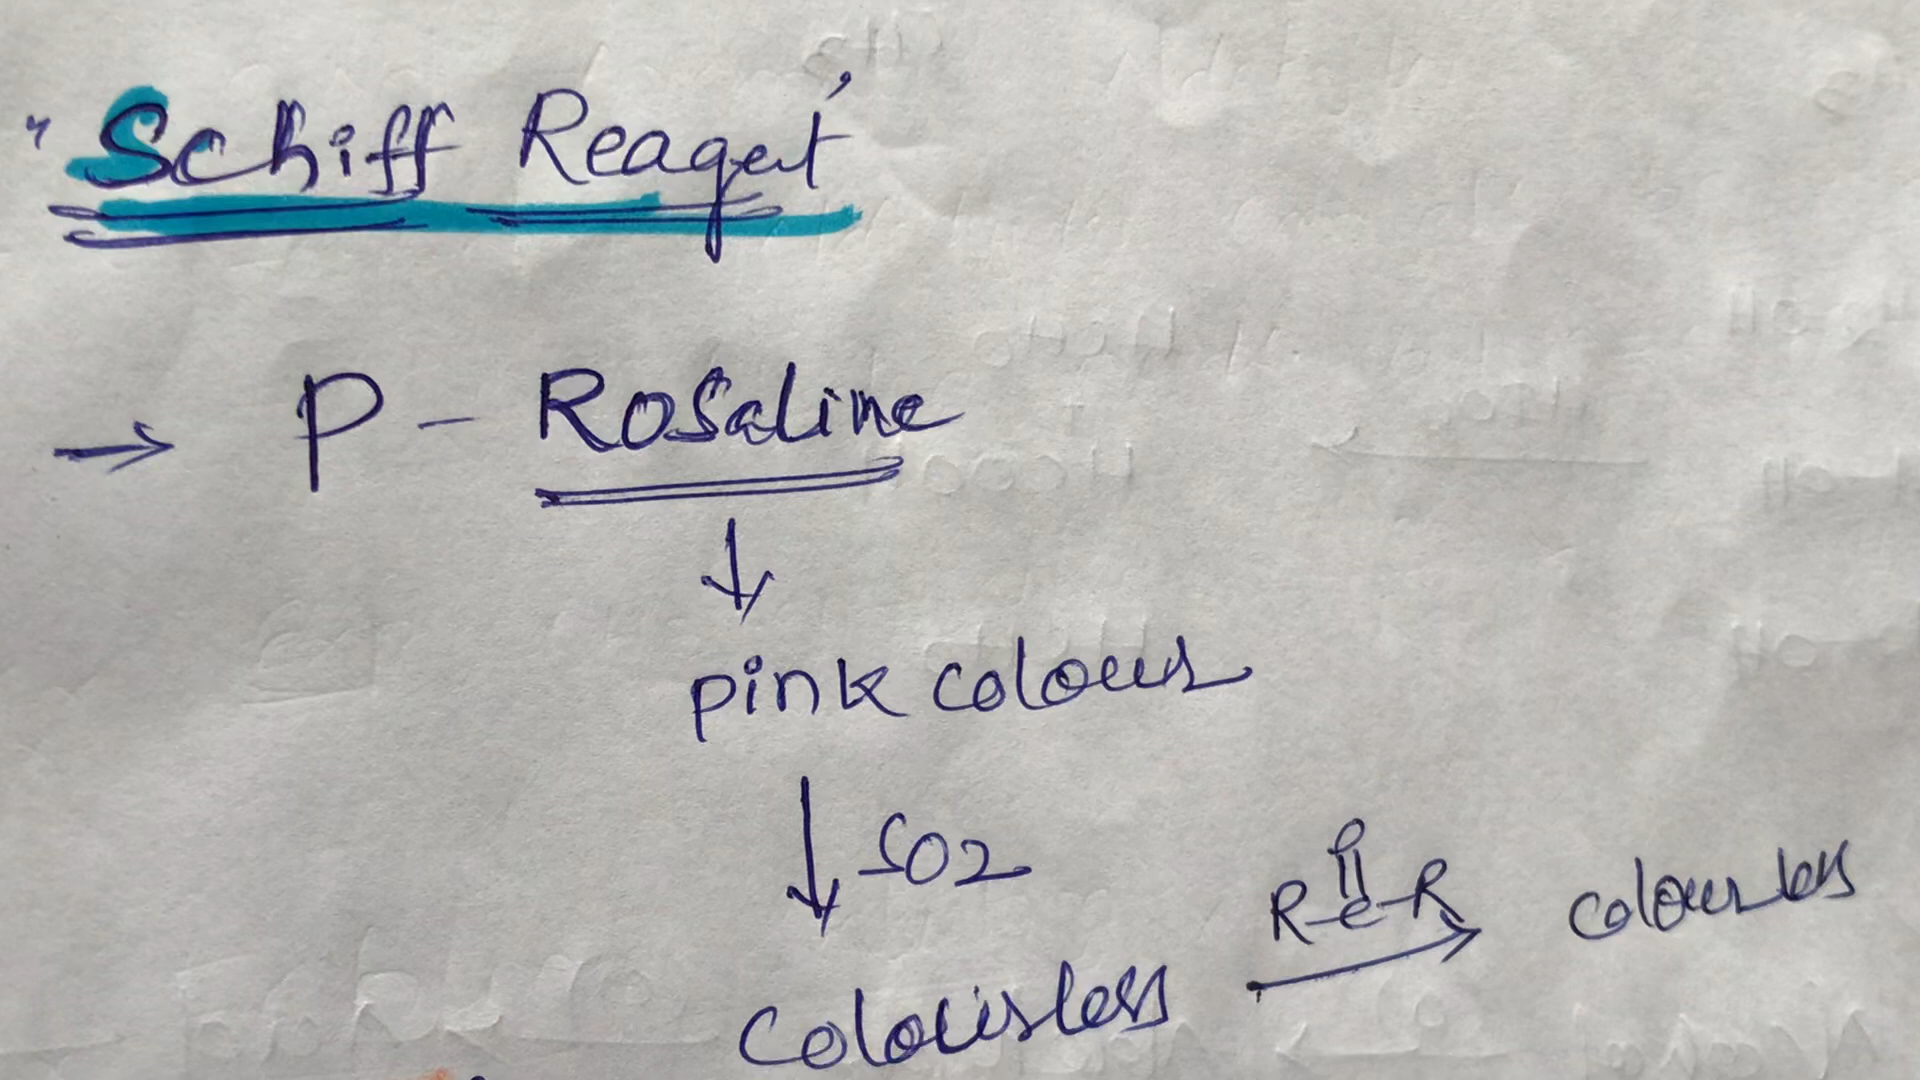 "Schiff Reagent"
→ P - Rosaline
↓
pink colour
↓ SO2
O
||
R-C-R
→ colourless
Colourless